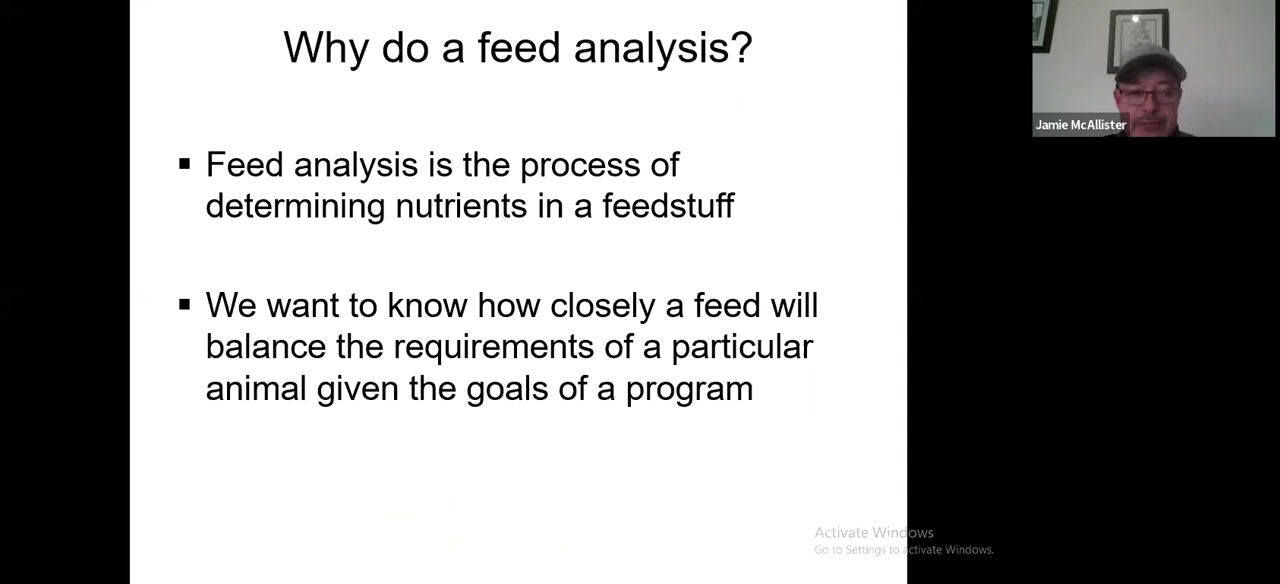 Why do a feed analysis?
▪ Feed analysis is the process of
determining nutrients in a feedstuff
▪ We want to know how closely a feed will
balance the requirements of a particular
animal given the goals of a program
Jamie McAllister
Activate Windows
Go to Settings to activate Windows.